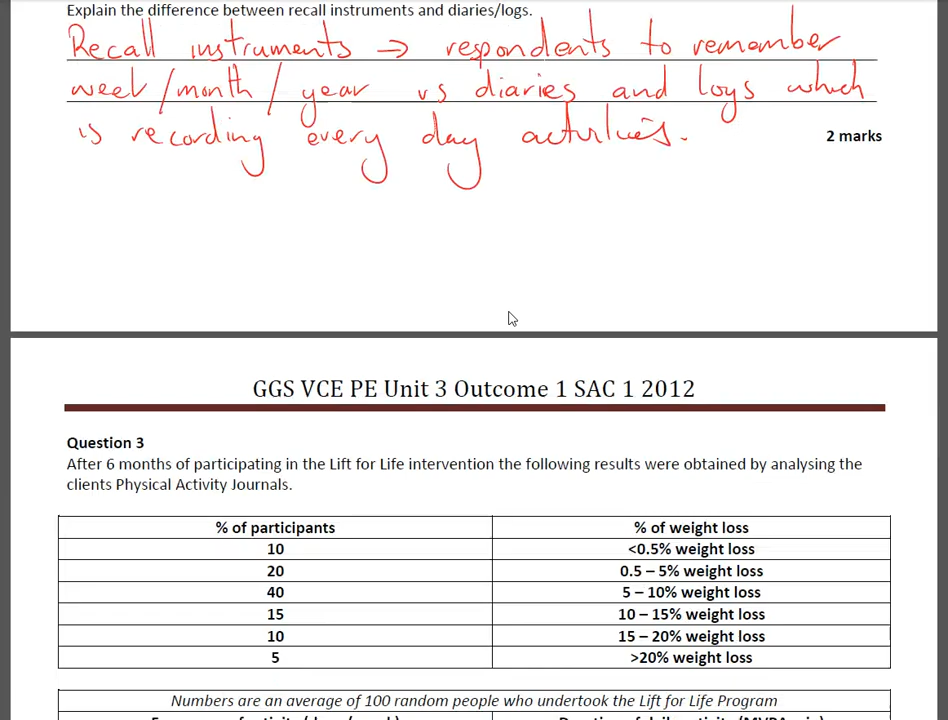 Explain the difference between recall instruments and diaries/logs.
Recall instruments → respondents to remember
week/month/year vs diaries and logs which
is recording every day activities.
2 marks
GGS VCE PE Unit 3 Outcome 1 SAC 1 2012
Question 3
After 6 months of participating in the Lift for Life intervention the following results were obtained by analysing the
clients Physical Activity Journals.
% of participants % of weight loss
10 <0.5% weight loss
20 0.5 – 5% weight loss
40 5 – 10% weight loss
15 10 – 15% weight loss
10 15 – 20% weight loss
5 >20% weight loss
Numbers are an average of 100 random people who undertook the Lift for Life Program